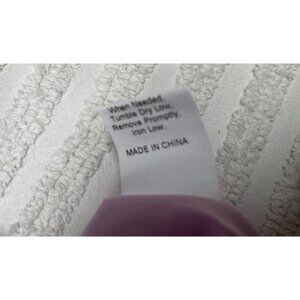 When Needed,
Tumble Dry Low,
Remove Promptly,
Iron Low.
MADE IN CHINA